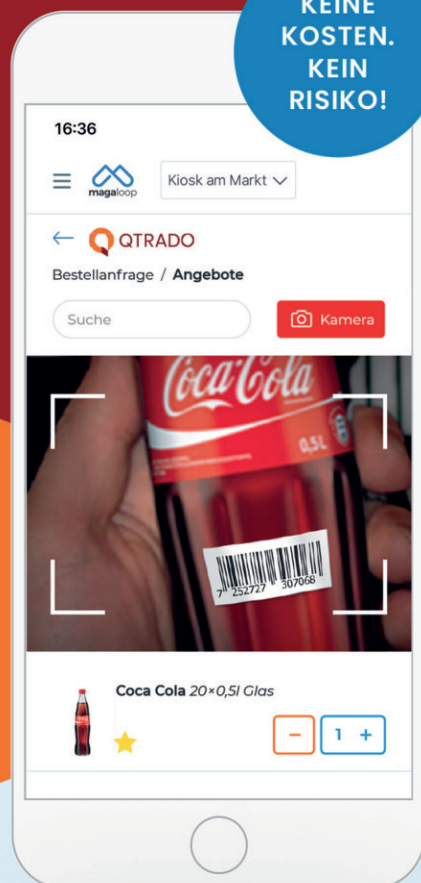 KEINE
KOSTEN.
KEIN
RISIKO!
16:36
magaloop
Kiosk am Markt
QTRADO
Bestellanfrage / Angebote
Suche
Kamera
Coca-Cola
0,5L
7 252727 307068
Coca Cola 20×0,5l Glas
− 1 +